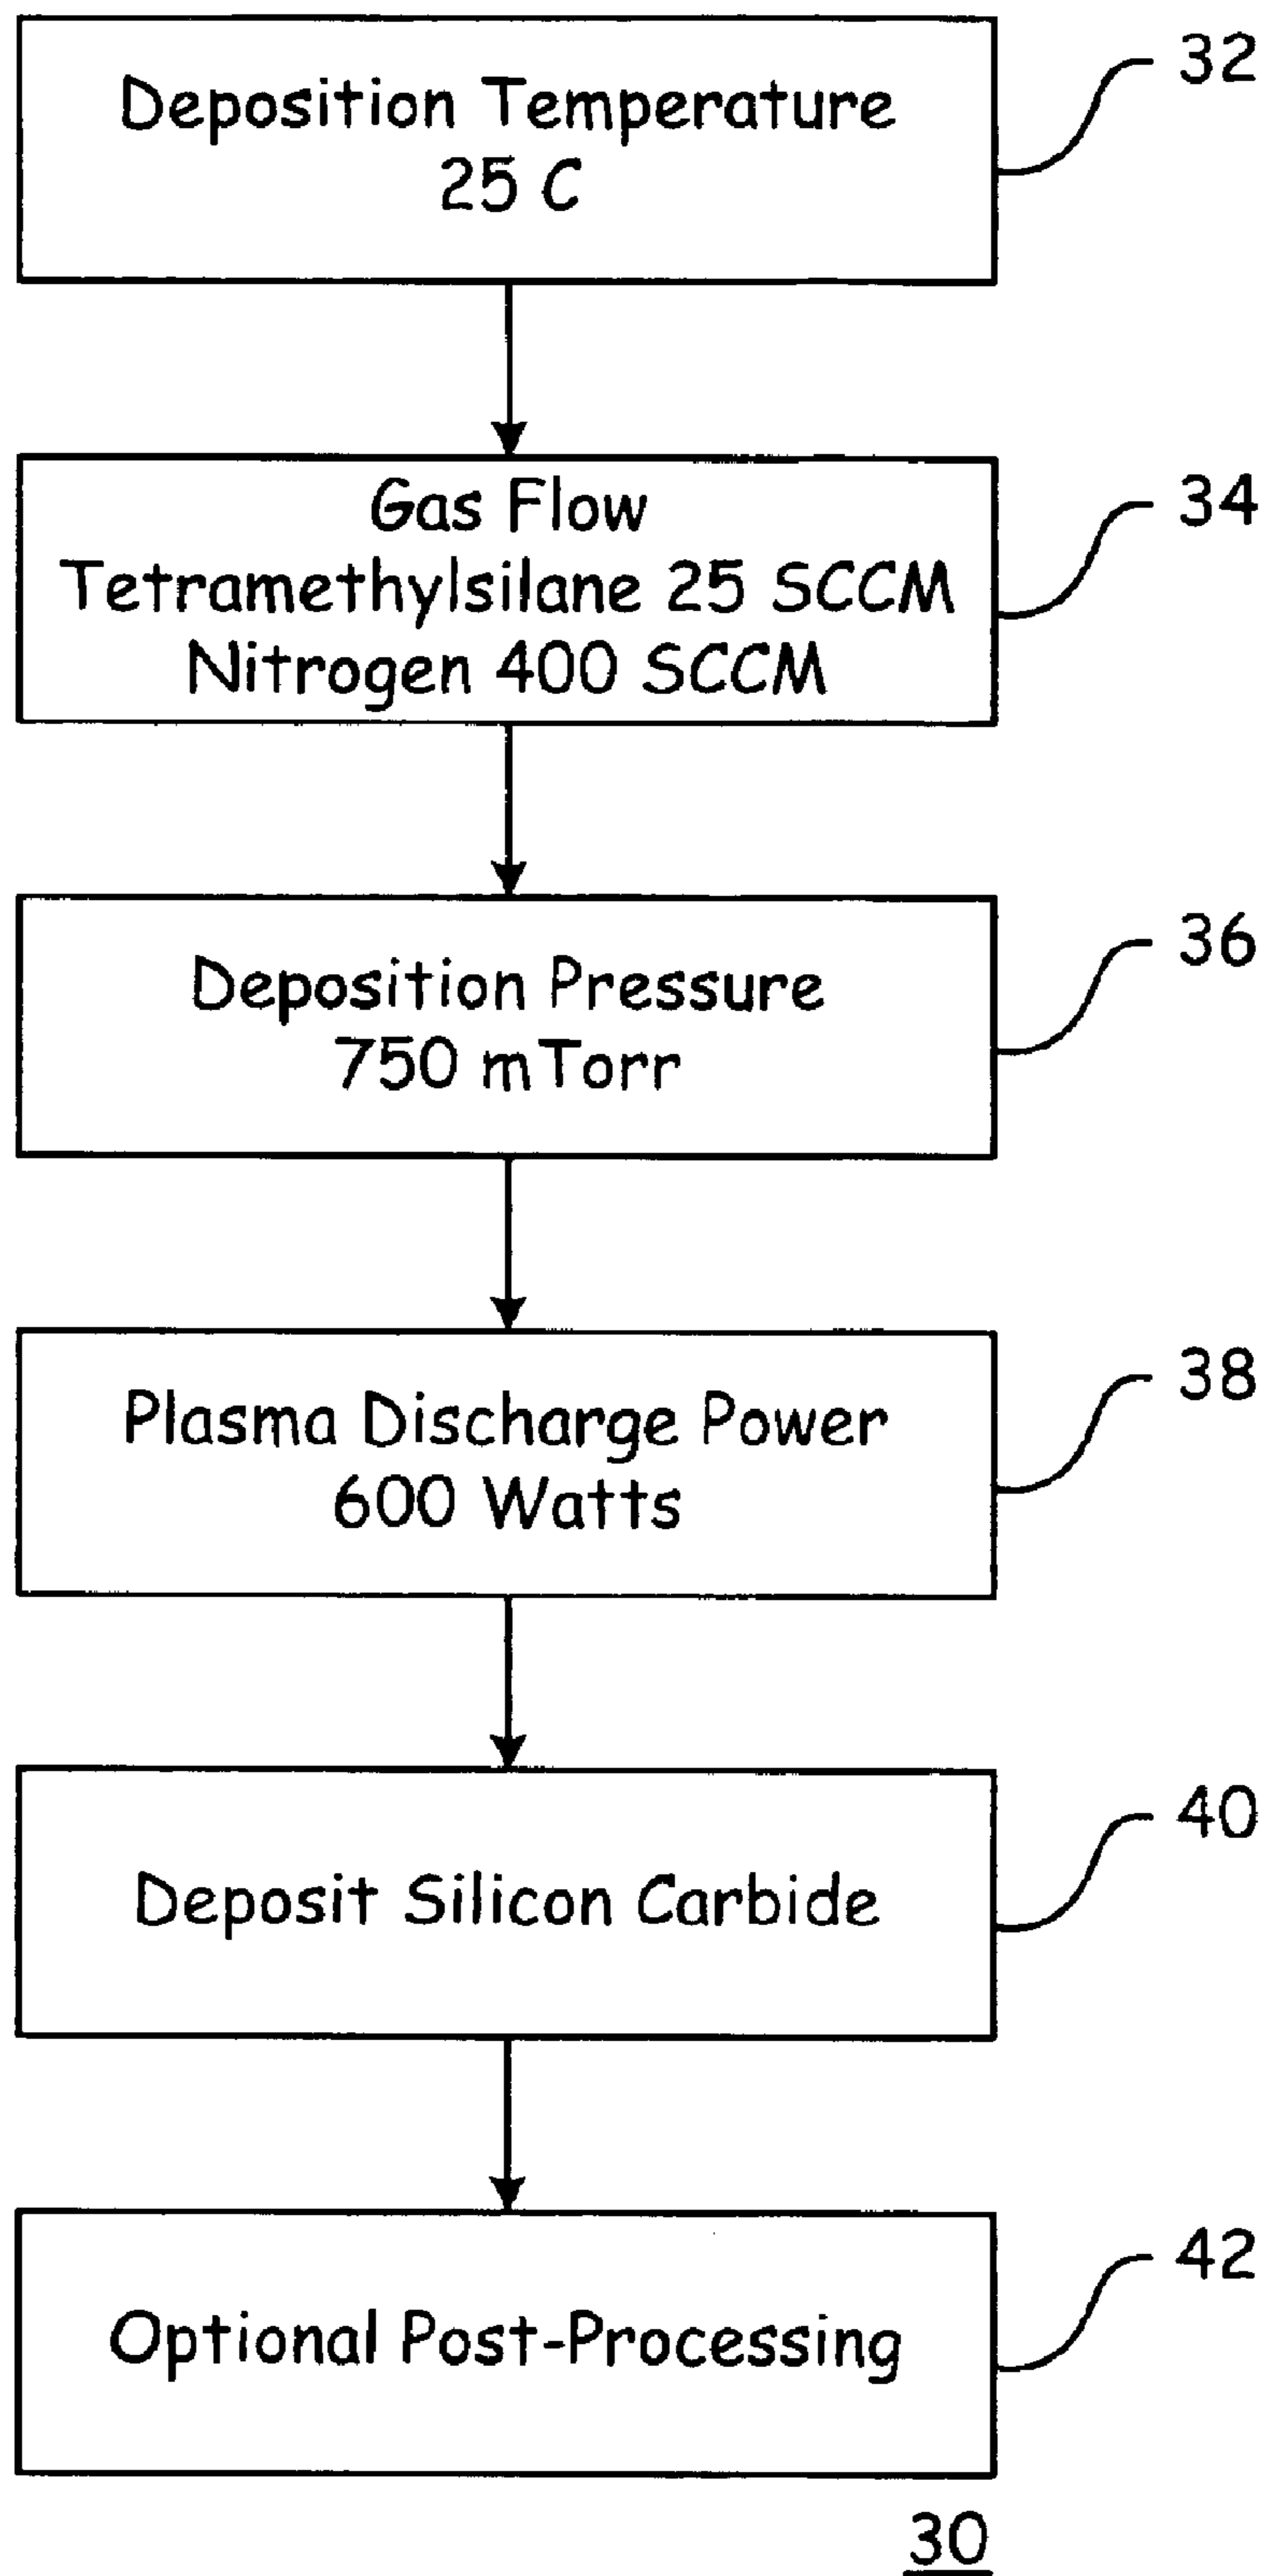 Deposition Temperature
25 C
32
Gas Flow
Tetramethylsilane 25 SCCM
Nitrogen 400 SCCM
34
Deposition Pressure
750 mTorr
36
Plasma Discharge Power
600 Watts
38
Deposit Silicon Carbide
40
Optional Post-Processing
42
30